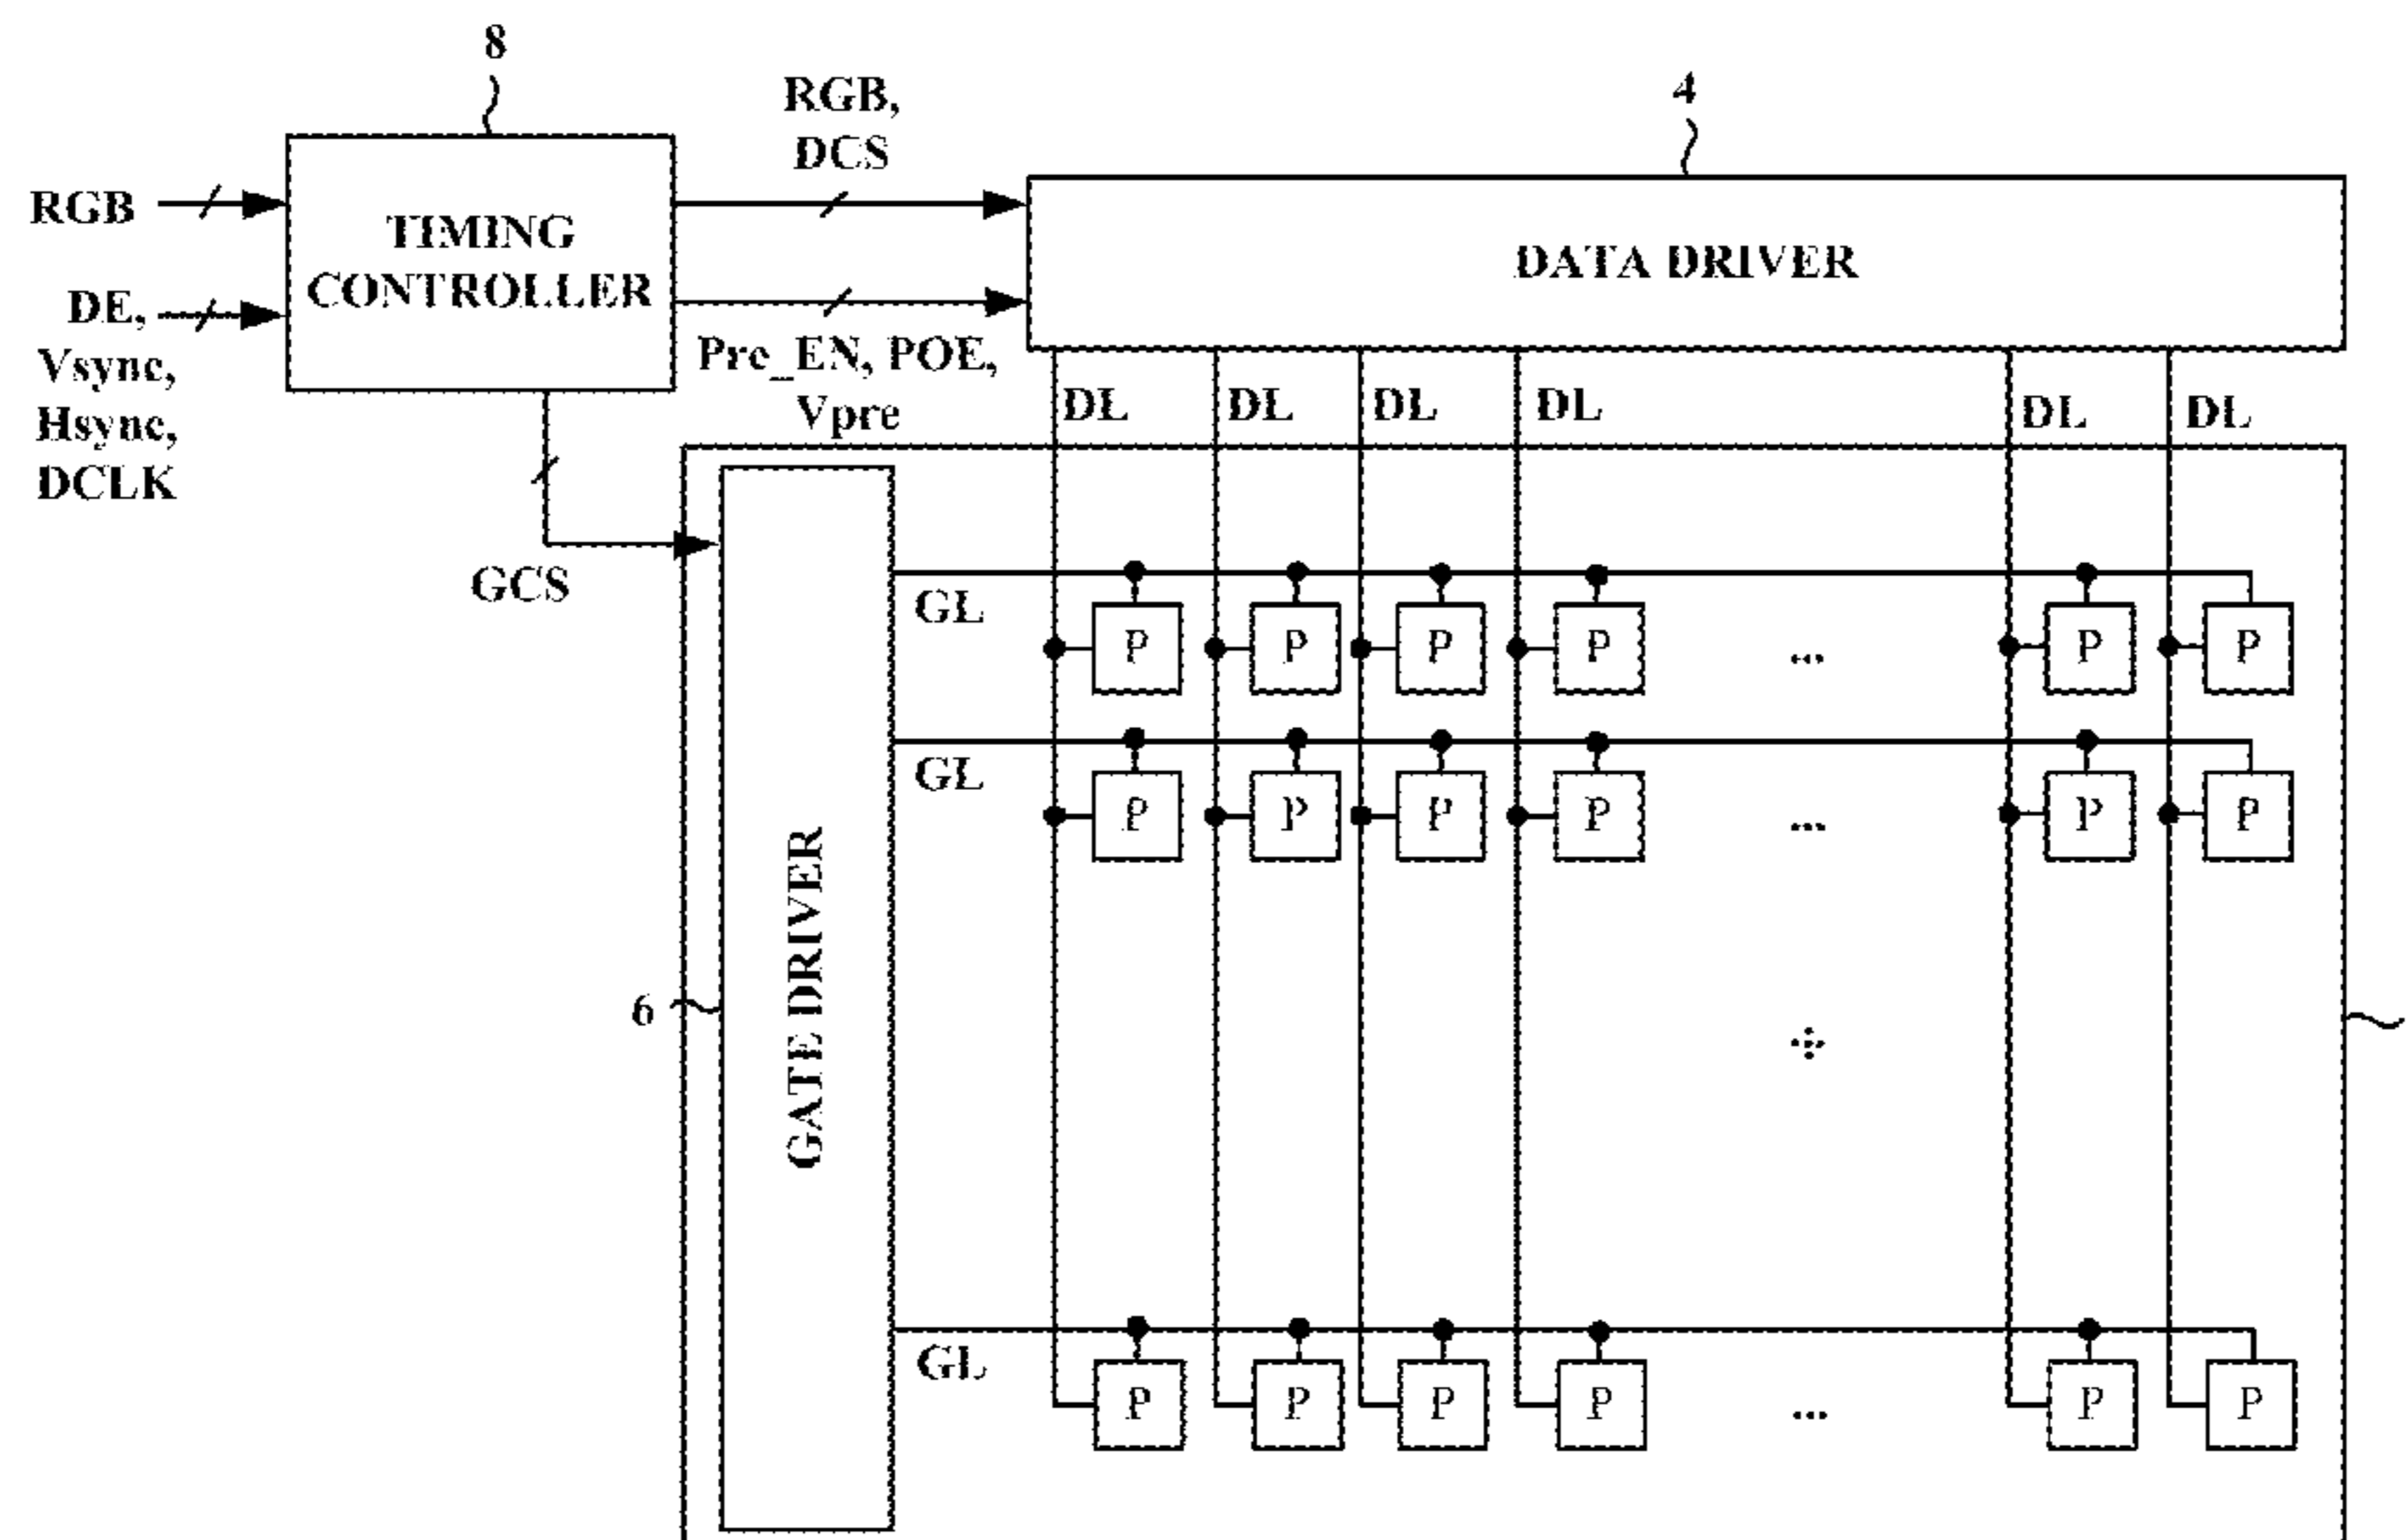 8
4
RGB,
DCS
RGB
TIMING
CONTROLLER
DATA DRIVER
DE,
Vsync,
Hsync,
DCLK
Pre_EN, POE,
Vpre
DL DL DL DL DL DL
GCS
GL
P P P P ... P P
GL
P P P P ... P P
GATE DRIVER
6
GL
P P P P ... P P